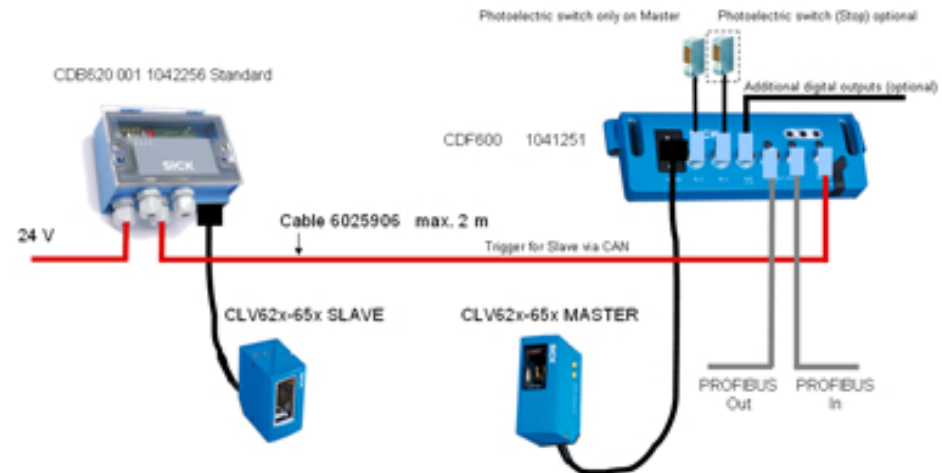 Photoelectric switch only on Master
Photoelectric switch (Stop) optional
CDB620 001 1042256 Standard
Additional digital outputs (optional)
CDF600 1041251
SICK
24 V
Cable 6025906 max. 2 m
Trigger for Slave via CAN
CLV62x-65x SLAVE
CLV62x-65x MASTER
SICK
PROFIBUS
Out
PROFIBUS
In